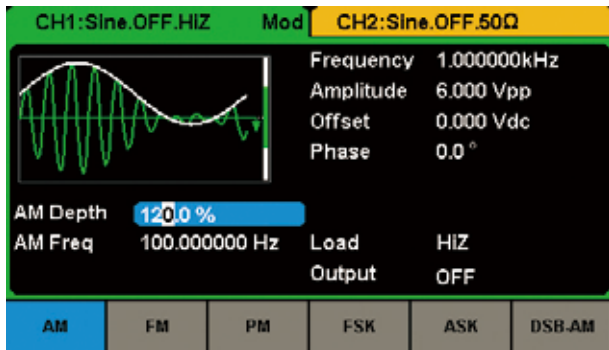 CH1:Sine.OFF.HiZ Mod CH2:Sine.OFF.50Ω
Frequency 1.000000kHz
Amplitude 6.000 Vpp
Offset 0.000 Vdc
Phase 0.0 °
AM Depth 120.0 %
AM Freq 100.000000 Hz Load HiZ
Output OFF
AM FM PM FSK ASK DSB-AM